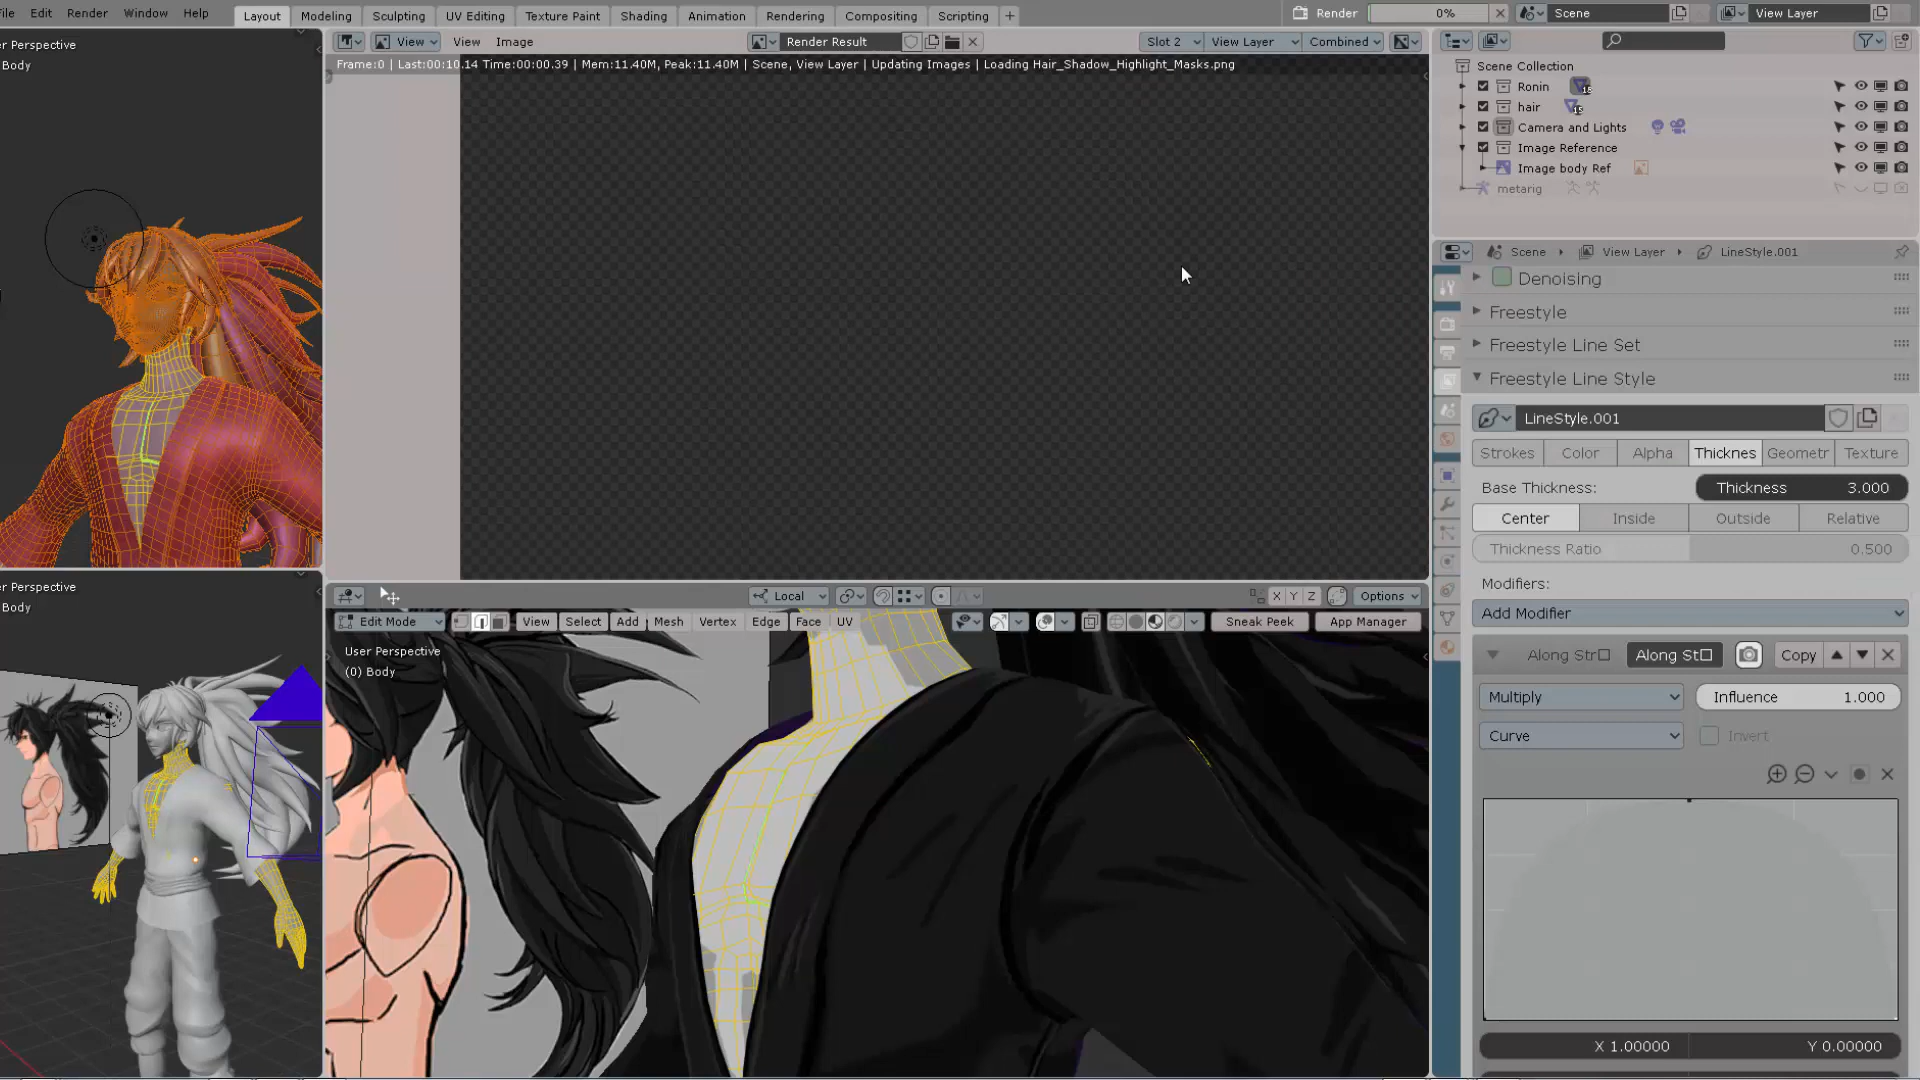 File Edit Render Window Help Layout Modeling Sculpting UV Editing Texture Paint Shading Animation Rendering Compositing Scripting Render 0% Scene View Layer
er Perspective
Body
View View Image Render Result Slot 2 View Layer Combined
Frame:0 | Last:00:10.14 Time:00:00.39 | Mem:11.40M, Peak:11.40M | Scene, View Layer | Updating Images | Loading Hair_Shadow_Highlight_Masks.png
Scene Collection
Ronin 18
hair 15
Camera and Lights
Image Reference
Image body Ref
metarig
Scene View Layer LineStyle.001
Denoising
Freestyle
Freestyle Line Set
Freestyle Line Style
LineStyle.001
Strokes Color Alpha Thicknes Geometr Texture
Base Thickness: Thickness 3.000
Center Inside Outside Relative
Thickness Ratio 0.500
Modifiers:
Add Modifier
Along Str Along St Copy
Multiply Influence 1.000
Curve Invert
X 1.00000 Y 0.00000
er Perspective
Body
Local X Y Z Options
Edit Mode View Select Add Mesh Vertex Edge Face UV Sneak Peek App Manager
User Perspective
(0) Body